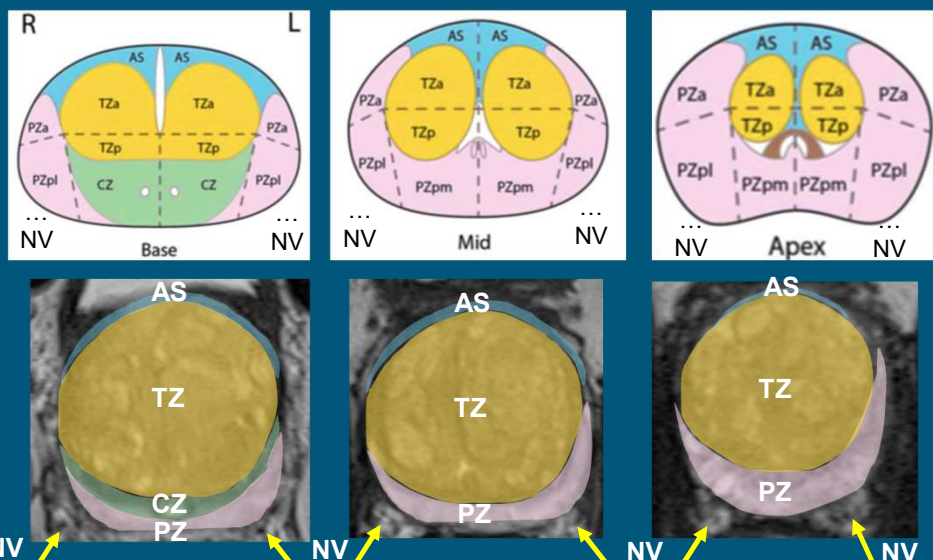 R L
AS AS
TZa TZa
PZa PZa
TZp TZp
CZ CZ
PZpl PZpl
... ...
NV NV
Base
AS AS
TZa TZa
PZa PZa
TZp TZp
PZpl PZpm PZpm PZpl
... ...
NV NV
Mid
AS AS
PZa TZa TZa PZa
TZp TZp
PZpl PZpm PZpm PZpl
... ...
NV NV
Apex
AS
TZ
CZ
PZ
NV
AS
TZ
PZ
NV
AS
TZ
PZ
NV NV